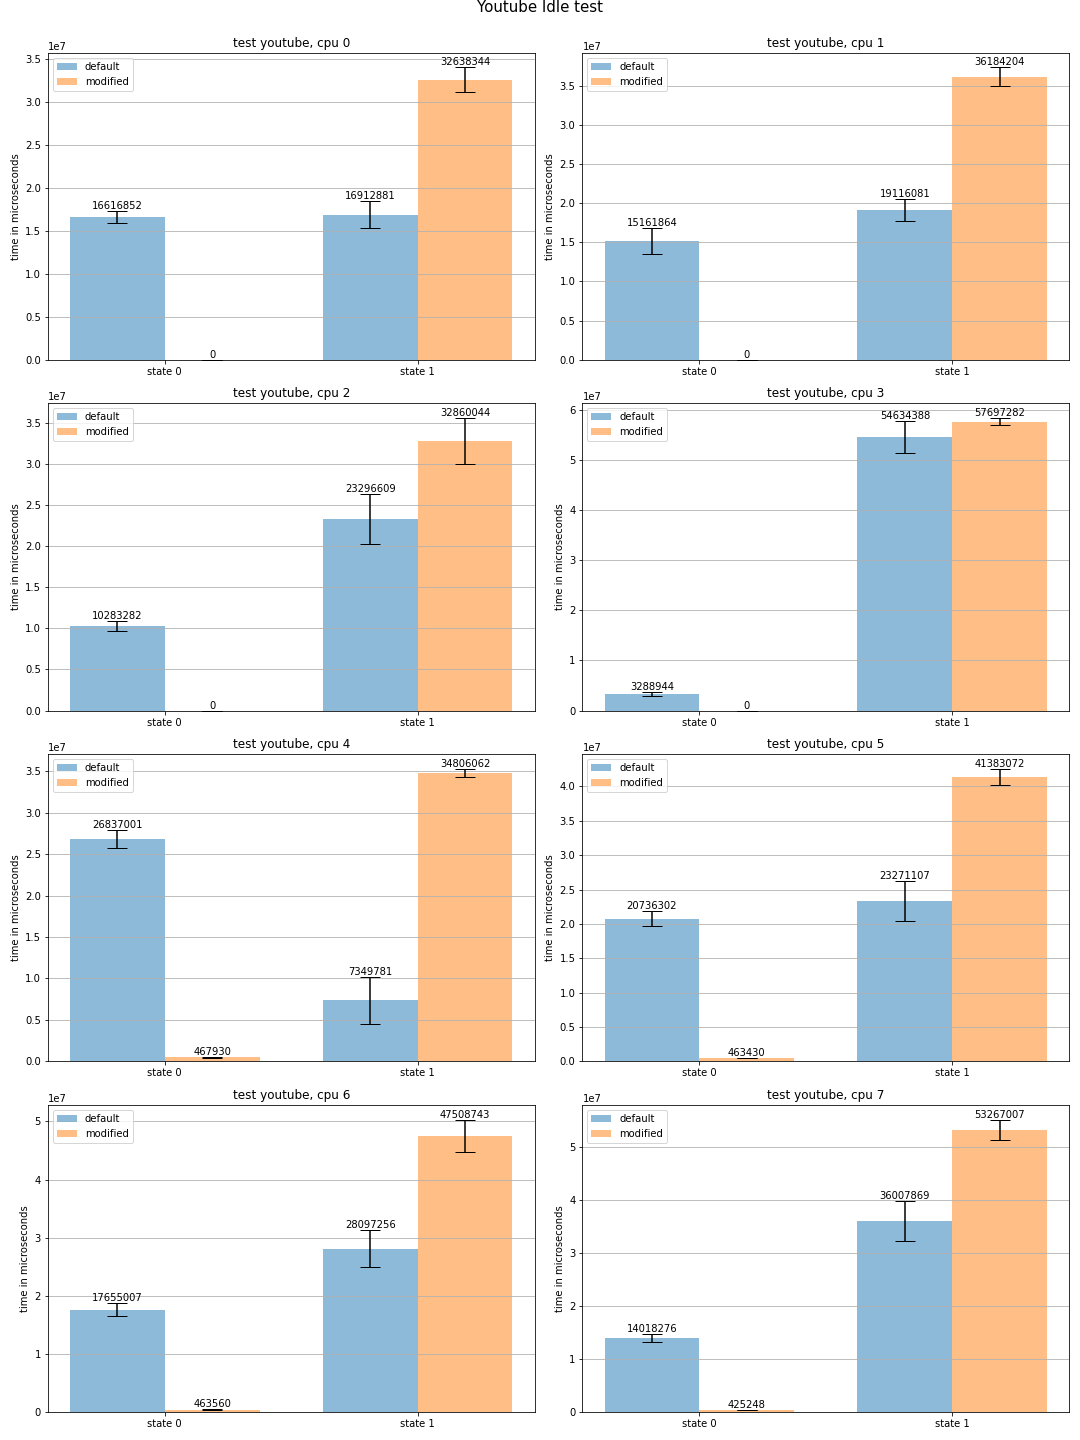 Youtube Idle test
test youtube, cpu 0
1e7
default
modified
time in microseconds
3.5
3.0
2.5
2.0
1.5
1.0
0.5
0.0
16616852
0
16912881
32638344
state 0
state 1
test youtube, cpu 1
1e7
default
modified
time in microseconds
3.5
3.0
2.5
2.0
1.5
1.0
0.5
0.0
15161864
0
19116081
36184204
state 0
state 1
test youtube, cpu 2
1e7
default
modified
time in microseconds
3.5
3.0
2.5
2.0
1.5
1.0
0.5
0.0
10283282
0
23296609
32860044
state 0
state 1
test youtube, cpu 3
1e7
default
modified
time in microseconds
6
5
4
3
2
1
0
3288944
0
54634388
57697282
state 0
state 1
test youtube, cpu 4
1e7
default
modified
time in microseconds
3.5
3.0
2.5
2.0
1.5
1.0
0.5
0.0
26837001
467930
7349781
34806062
state 0
state 1
test youtube, cpu 5
1e7
default
modified
time in microseconds
4.0
3.5
3.0
2.5
2.0
1.5
1.0
0.5
0.0
20736302
463430
23271107
41383072
state 0
state 1
test youtube, cpu 6
1e7
default
modified
time in microseconds
5
4
3
2
1
0
17655007
463560
28097256
47508743
state 0
state 1
test youtube, cpu 7
1e7
default
modified
time in microseconds
5
4
3
2
1
0
14018276
425248
36007869
53267007
state 0
state 1